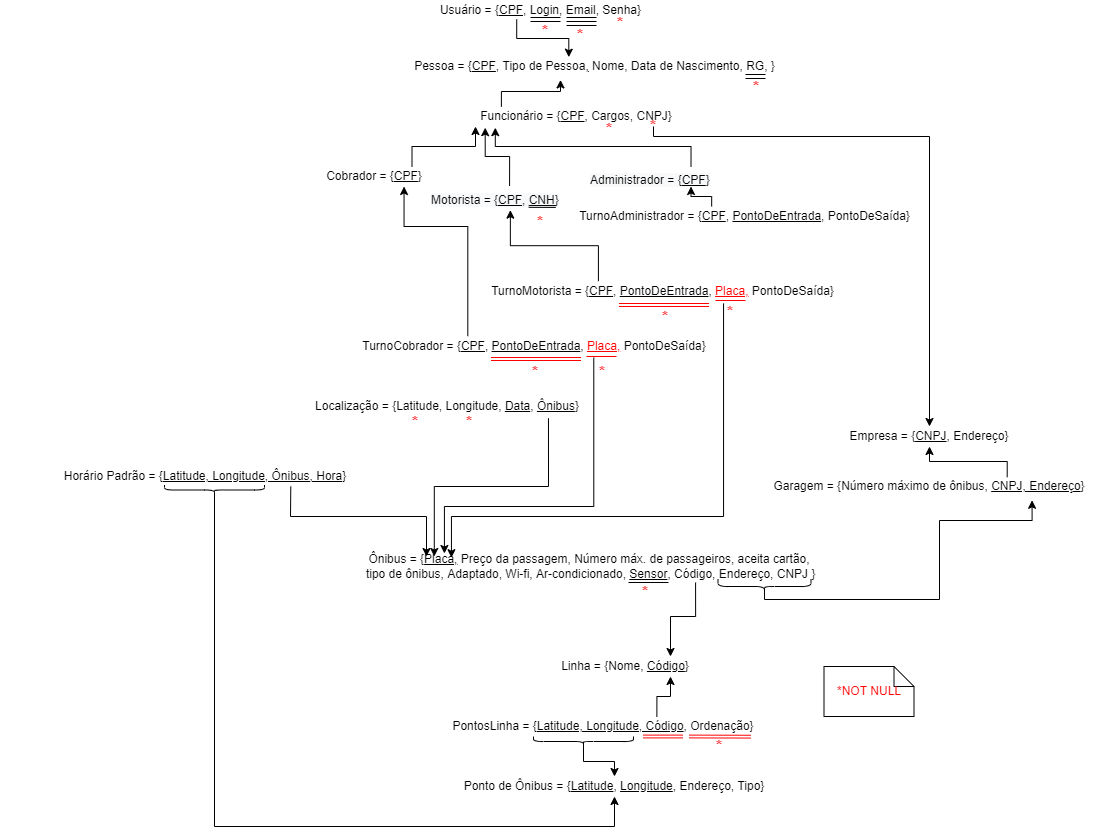 Usuário = {CPF, Login, Email, Senha}
* * *
Pessoa = {CPF, Tipo de Pessoa, Nome, Data de Nascimento, RG, }
*
Funcionário = {CPF, Cargos, CNPJ}
* *
Cobrador = {CPF}
Administrador = {CPF}
Motorista = {CPF, CNH}
*
TurnoAdministrador = {CPF, PontoDeEntrada, PontoDeSaída}
TurnoMotorista = {CPF, PontoDeEntrada, Placa, PontoDeSaída}
* *
TurnoCobrador = {CPF, PontoDeEntrada, Placa, PontoDeSaída}
* *
Localização = {Latitude, Longitude, Data, Ônibus}
* *
Empresa = {CNPJ, Endereço}
Horário Padrão = {Latitude, Longitude, Ônibus, Hora}
Garagem = {Número máximo de ônibus, CNPJ, Endereço}
Ônibus = {Placa, Preço da passagem, Número máx. de passageiros, aceita cartão,
tipo de ônibus, Adaptado, Wi-fi, Ar-condicionado, Sensor, Código, Endereço, CNPJ }
*
Linha = {Nome, Código}
*NOT NULL
PontosLinha = {Latitude, Longitude, Código, Ordenação}
*
Ponto de Ônibus = {Latitude, Longitude, Endereço, Tipo}